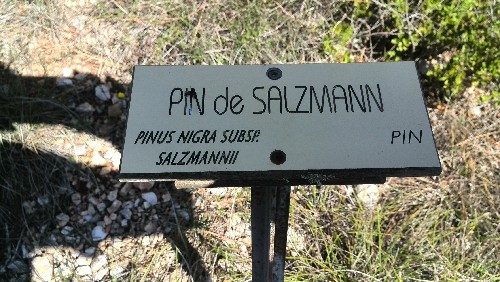 PIN de SALZMANN
PINUS NIGRA SUBSP. PIN
SALZMANNII